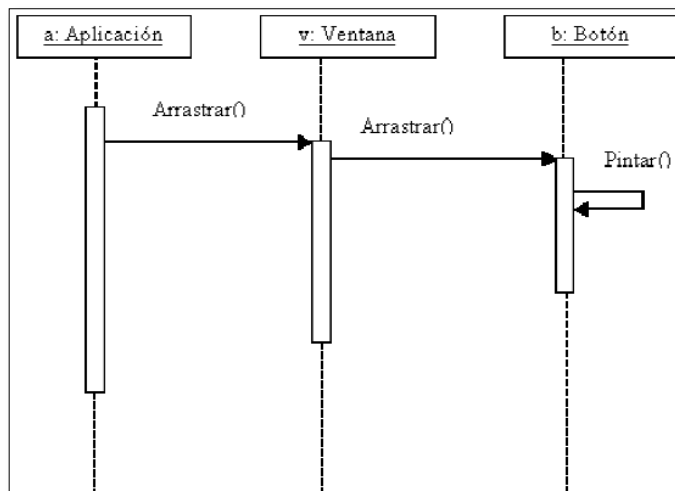 a: Aplicación
v: Ventana
b: Botón
Arrastrar()
Arrastrar()
Pintar()